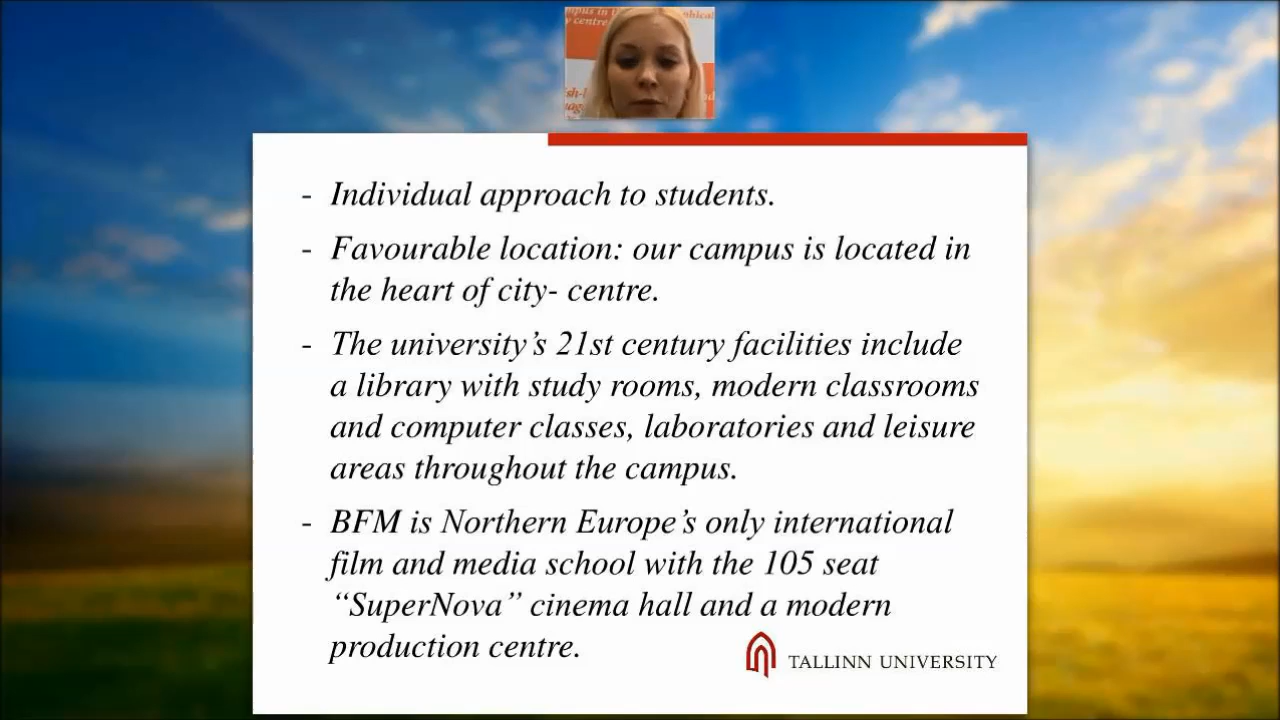 - Individual approach to students.
- Favourable location: our campus is located in
the heart of city- centre.
- The university’s 21st century facilities include
a library with study rooms, modern classrooms
and computer classes, laboratories and leisure
areas throughout the campus.
- BFM is Northern Europe’s only international
film and media school with the 105 seat
“SuperNova” cinema hall and a modern
production centre.
TALLINN UNIVERSITY